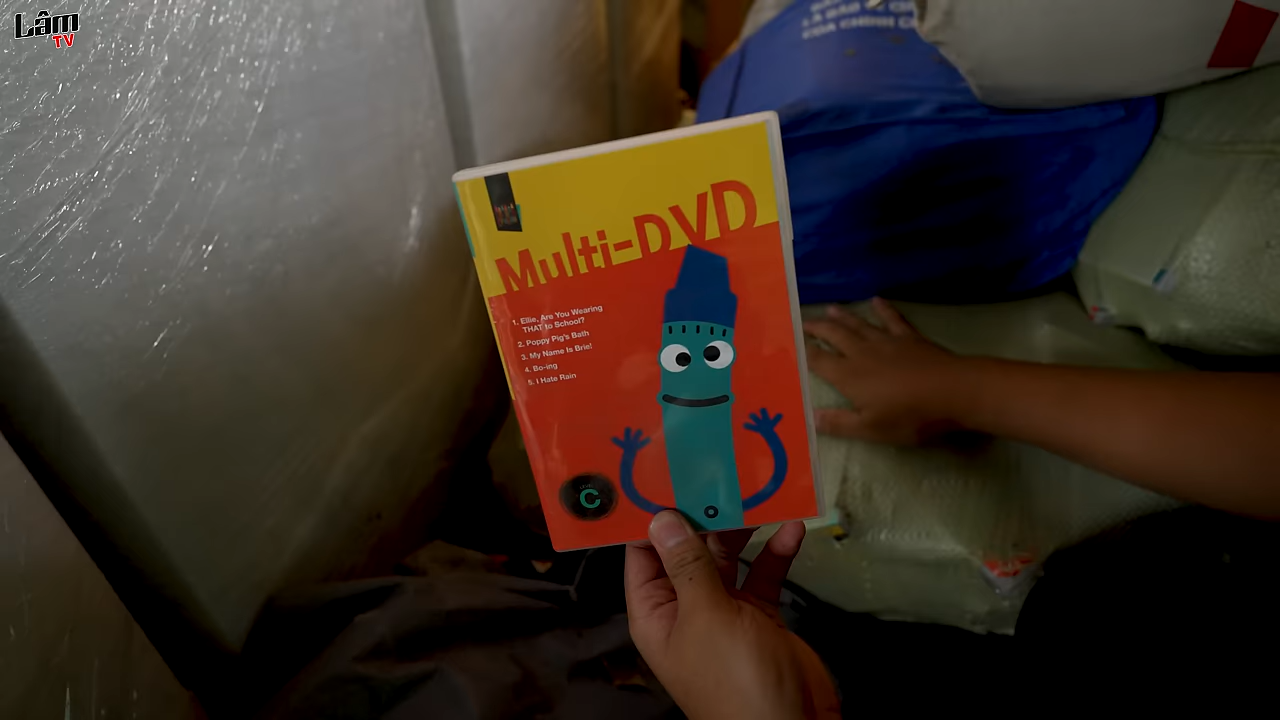 Lâm
TV
Multi-DVD
1. Ellie, Are You Wearing
THAT to School?
2. Poppy Pig's Bath
3. My Name Is Brie!
4. Bo-ing
5. I Hate Rain
C